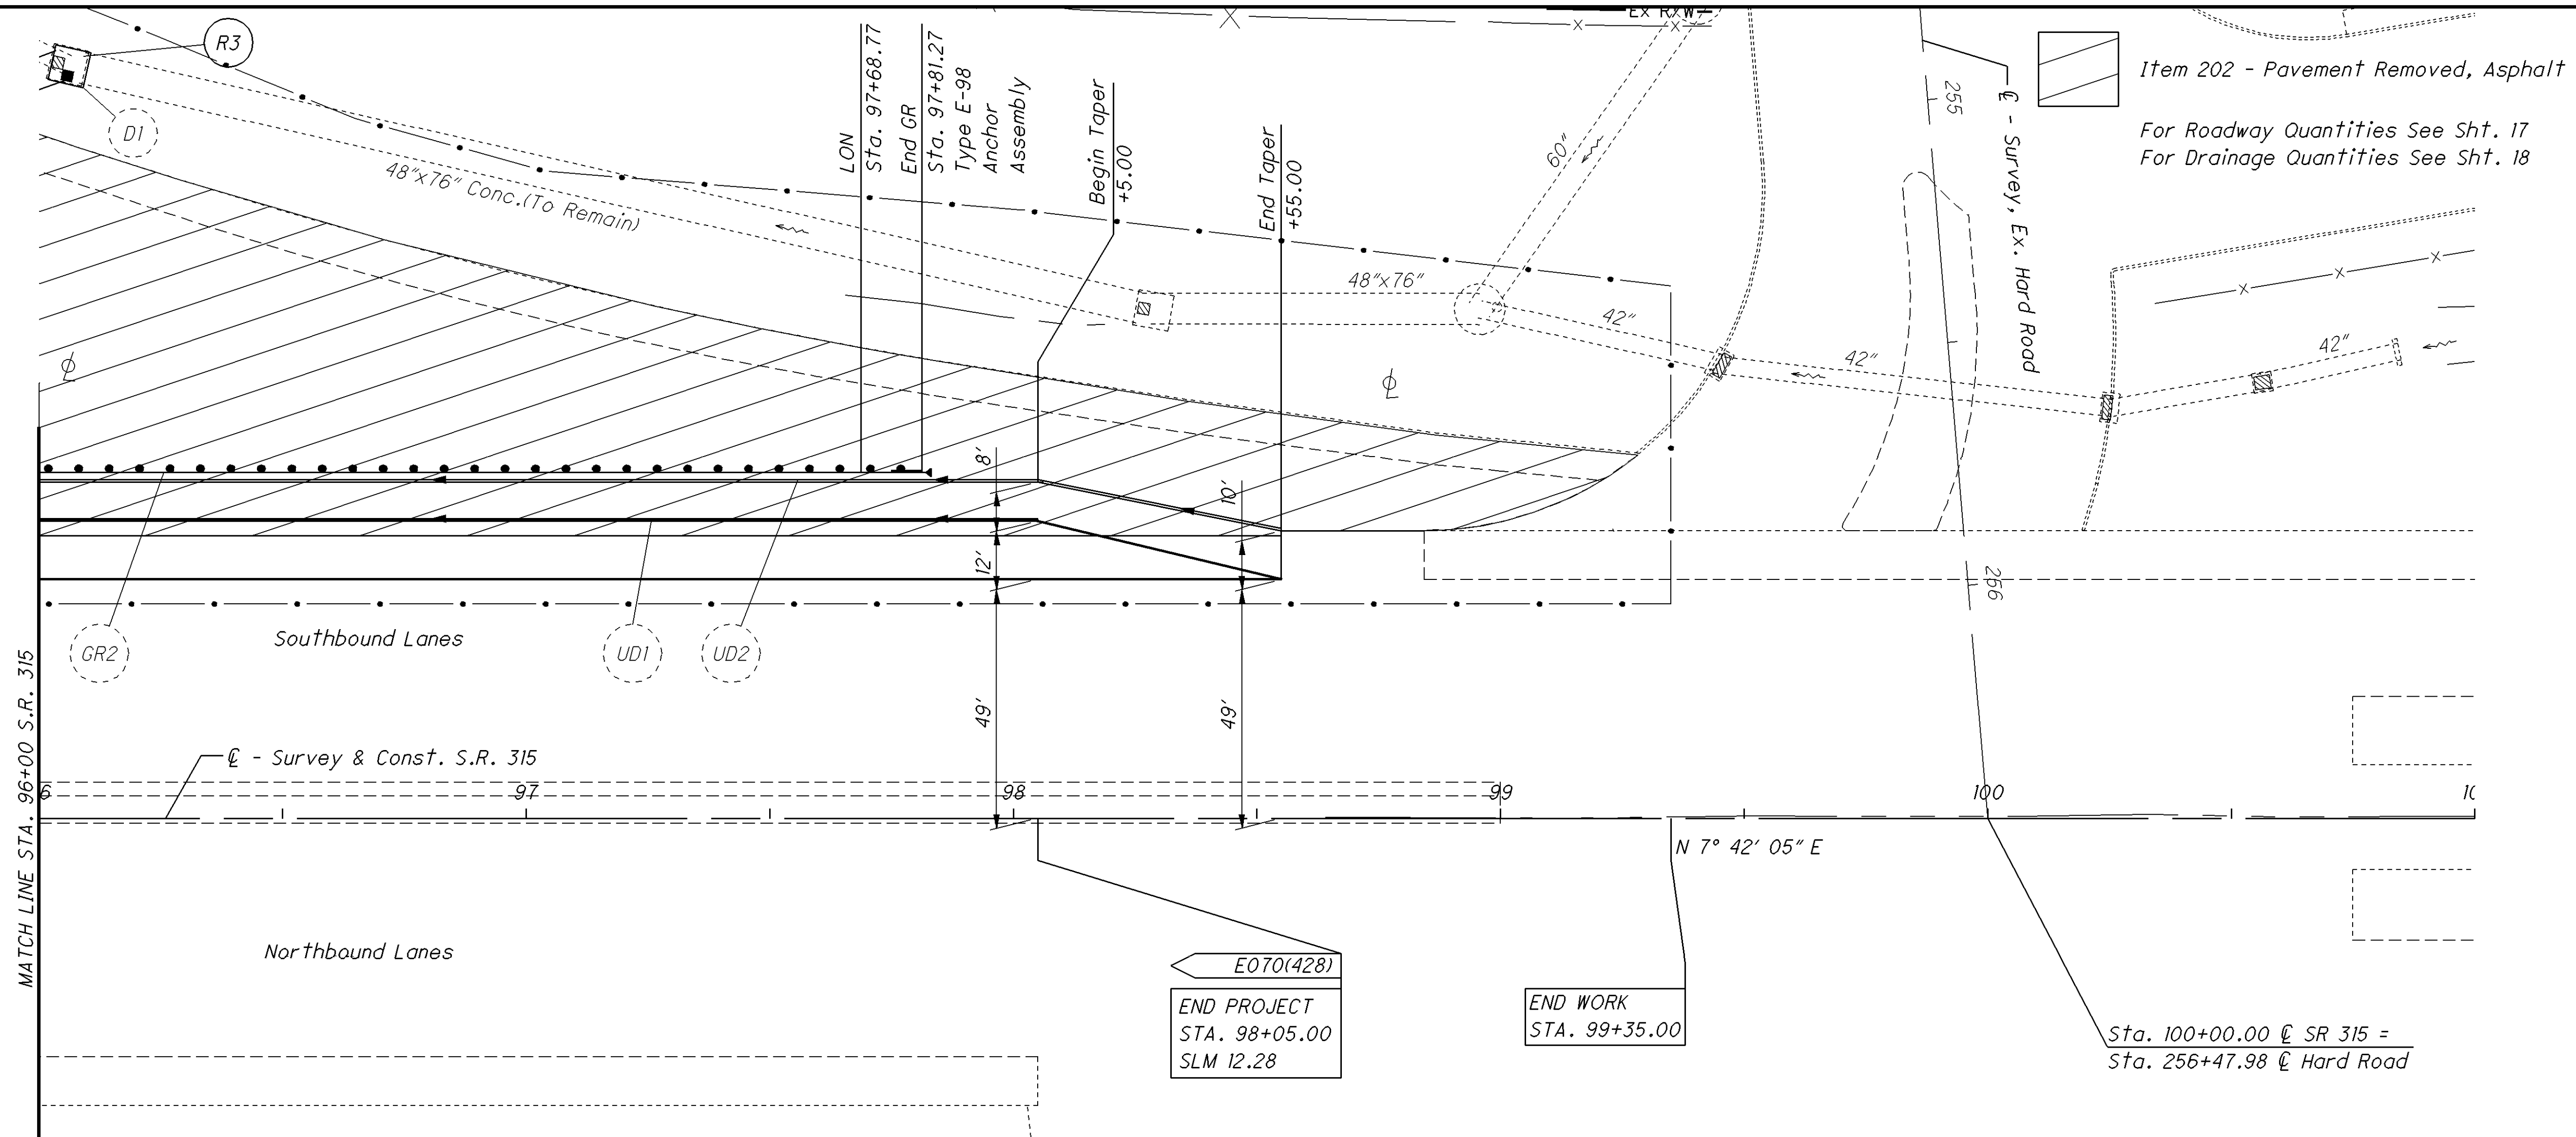 Ex R/W
R3
D1
48"x76" Conc.(To Remain)
LON
Sta. 97+68.77
End GR
Sta. 97+81.27
Type E-98
Anchor
Assembly
Begin Taper
+5.00
End Taper
+55.00
60"
48"x76"
42"
42"
42"
255
256
℄ - Survey, Ex. Hard Road
Item 202 - Pavement Removed, Asphalt
For Roadway Quantities See Sht. 17
For Drainage Quantities See Sht. 18
℄
℄
8'
10'
12'
49'
49'
GR2
UD1
UD2
Southbound Lanes
MATCH LINE STA. 96+00 S.R. 315
℄ - Survey & Const. S.R. 315
6
97
98
99
100
N 7° 42' 05" E
Northbound Lanes
E070(428)
END PROJECT
STA. 98+05.00
SLM 12.28
END WORK
STA. 99+35.00
Sta. 100+00.00 ℄ SR 315 =
Sta. 256+47.98 ℄ Hard Road